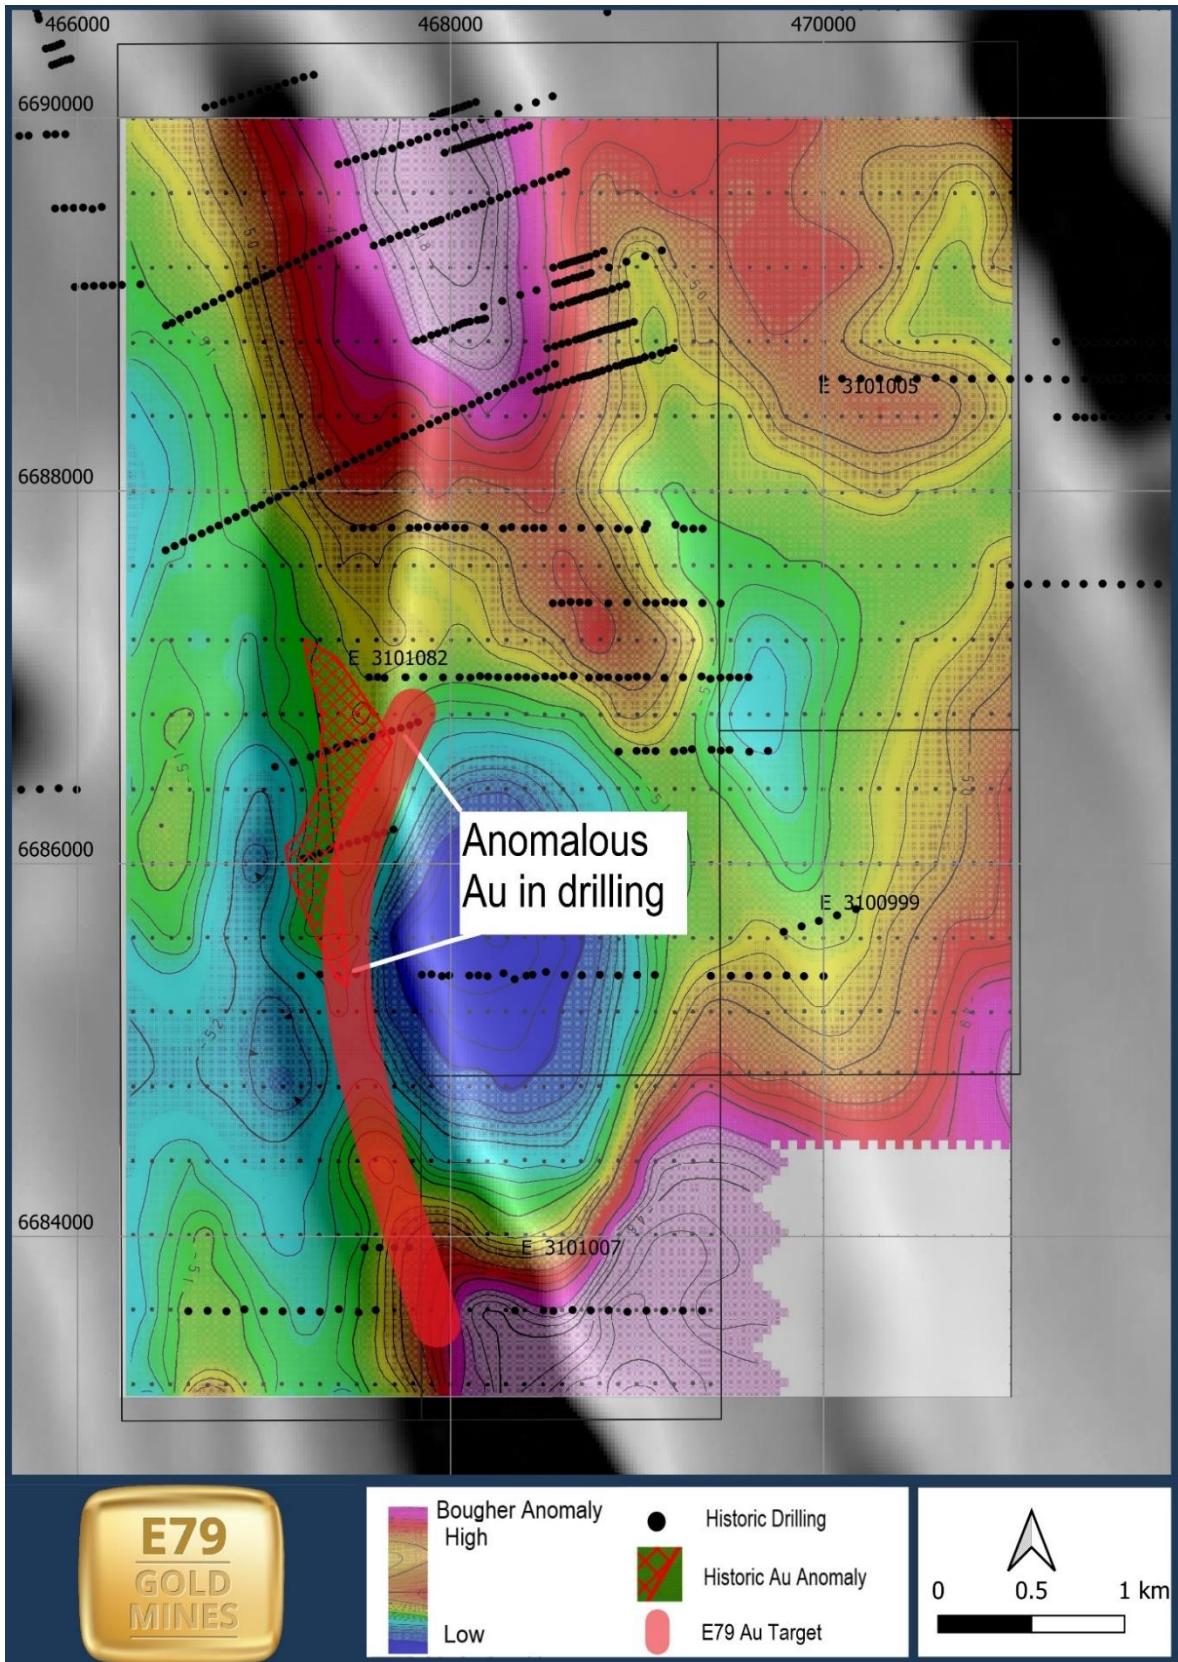 466000
468000
470000
6690000
E 3101005
6688000
E 3101082
Anomalous
Au in drilling
6686000
E 3100999
6684000
E 3101007
E79
GOLD
MINES
Bougher Anomaly
High
Low
Historic Drilling
Historic Au Anomaly
E79 Au Target
0 0.5 1 km